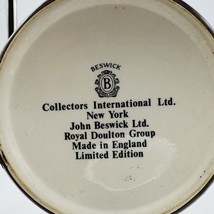 BESWICK
B
Collectors International Ltd.
New York
John Beswick Ltd.
Royal Doulton Group
Made in England
Limited Edition